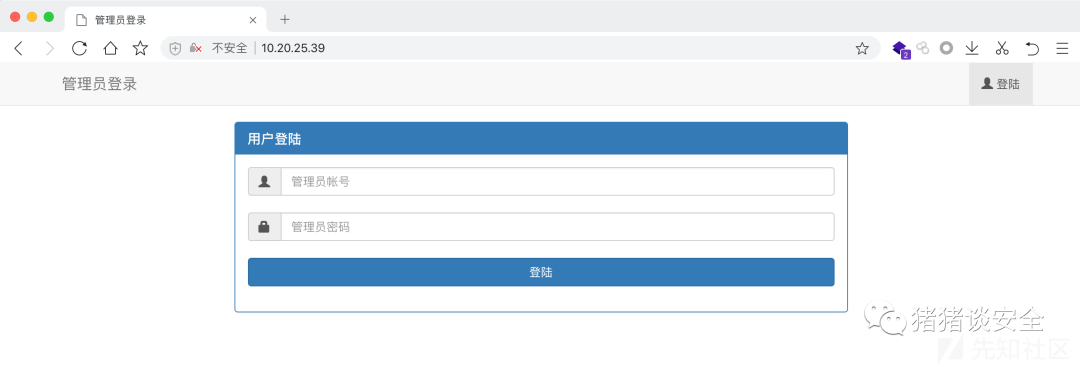 管理员登录
不安全 10.20.25.39
2
管理员登录
登陆
用户登陆
管理员帐号
管理员密码
登陆
猪猪谈安全
先知社区